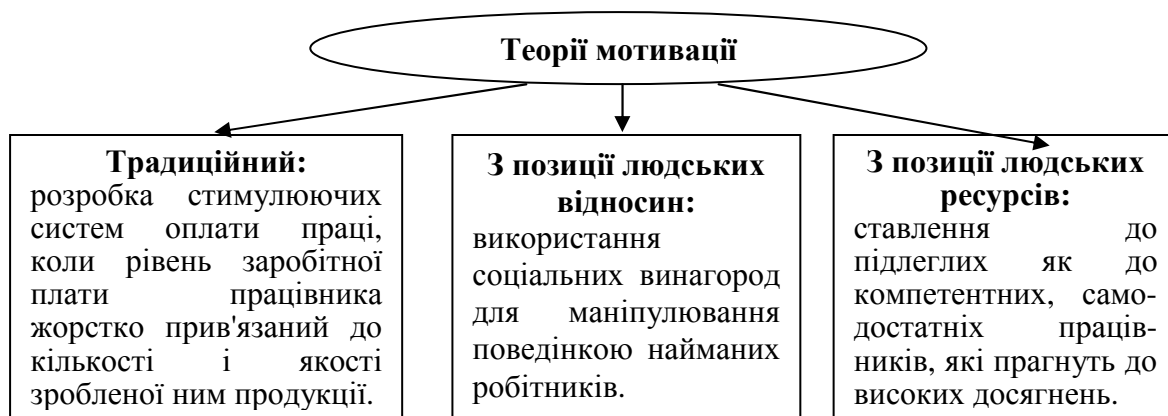 Теорії мотивації
Традиційний:
розробка стимулюючих
систем оплати праці,
коли рівень заробітної
плати працівника
жорстко прив'язаний до
кількості і якості
зробленої ним продукції.
З позиції людських
відносин:
використання
соціальних винагород
для маніпулювання
поведінкою найманих
робітників.
З позиції людських
ресурсів:
ставлення до
підлеглих як до
компетентних, само-
достатніх праців-
ників, які прагнуть до
високих досягнень.